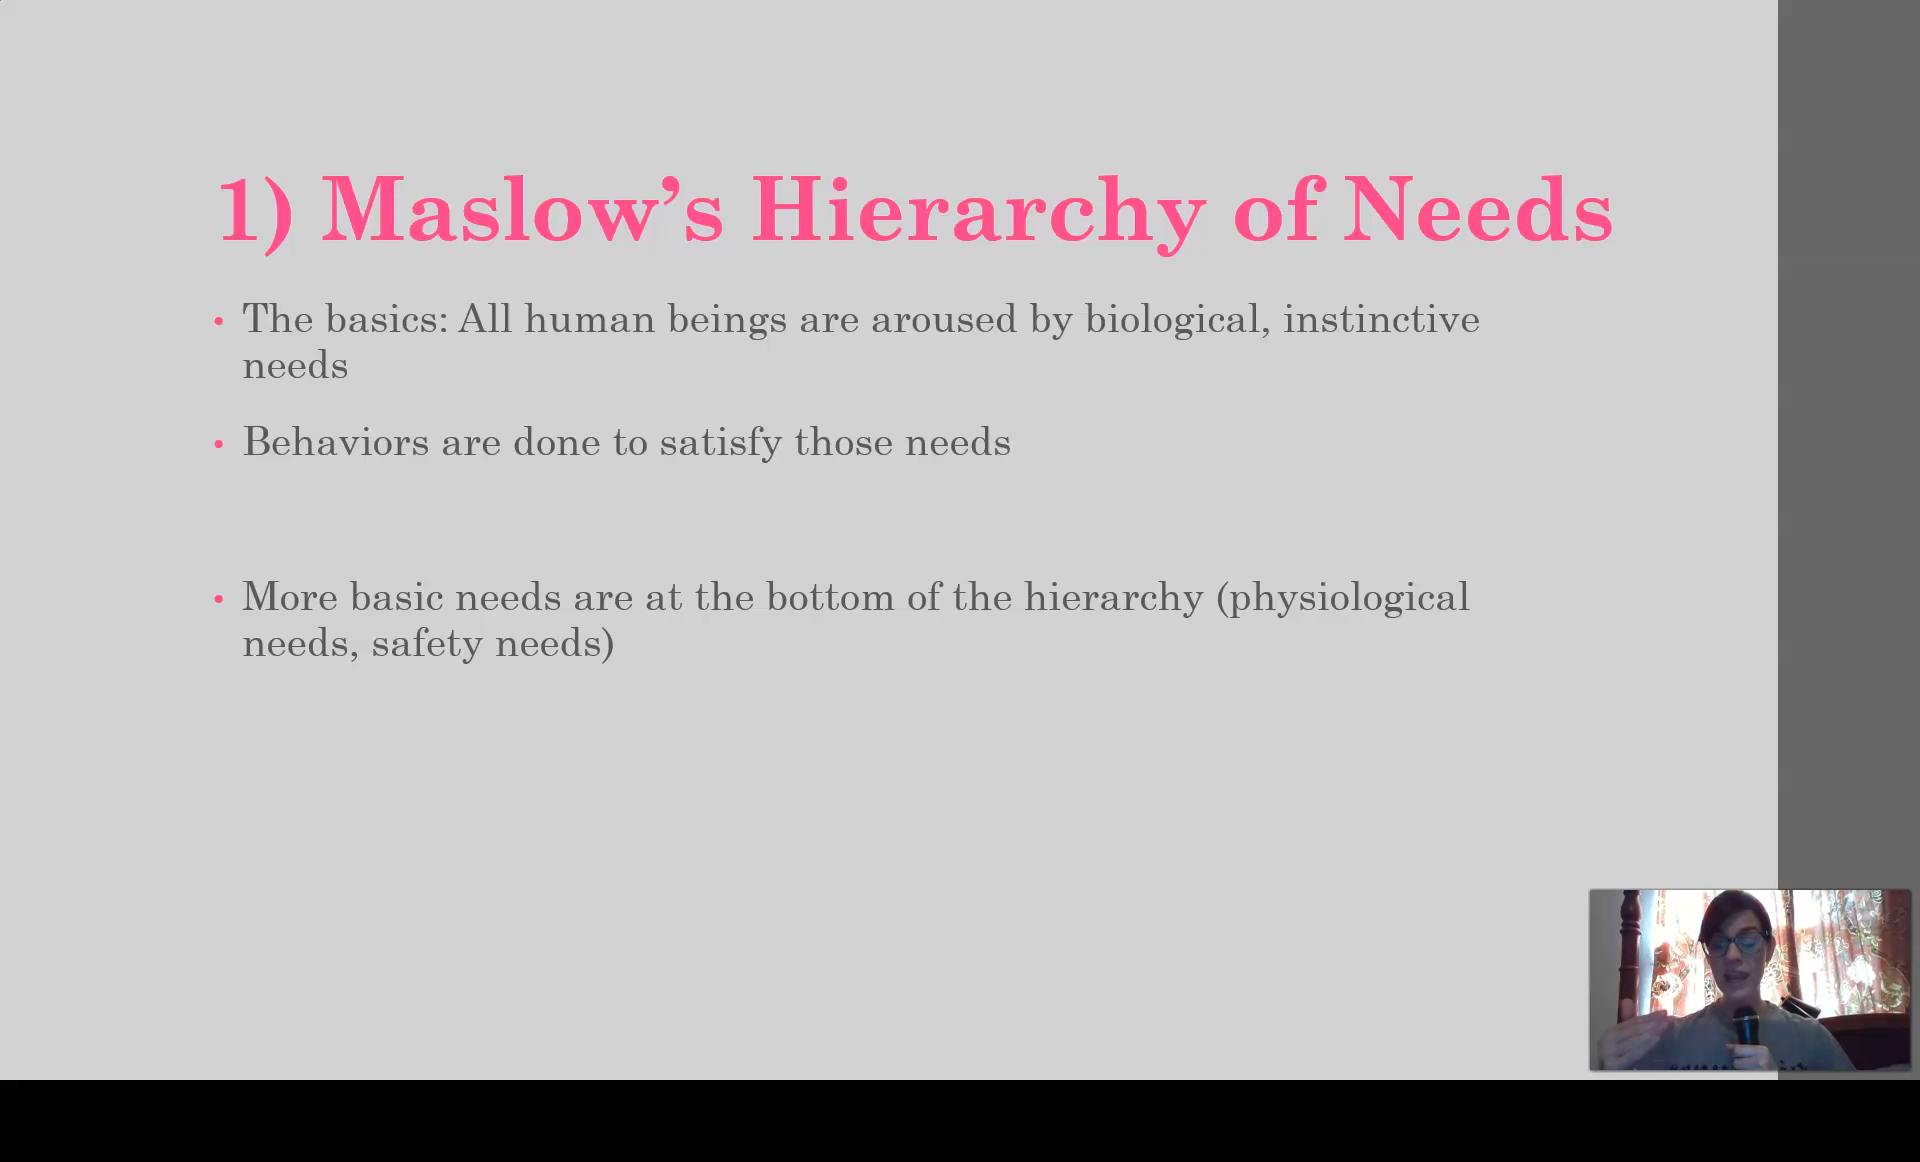 1) Maslow’s Hierarchy of Needs
• The basics: All human beings are aroused by biological, instinctive
needs
• Behaviors are done to satisfy those needs
• More basic needs are at the bottom of the hierarchy (physiological
needs, safety needs)